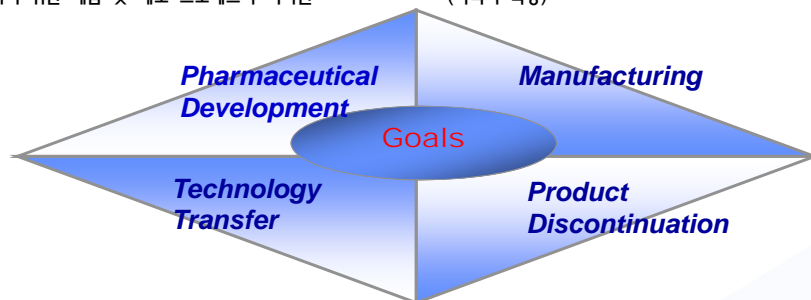 Pharmaceutical
Development
Manufacturing
Goals
Technology
Transfer
Product
Discontinuation